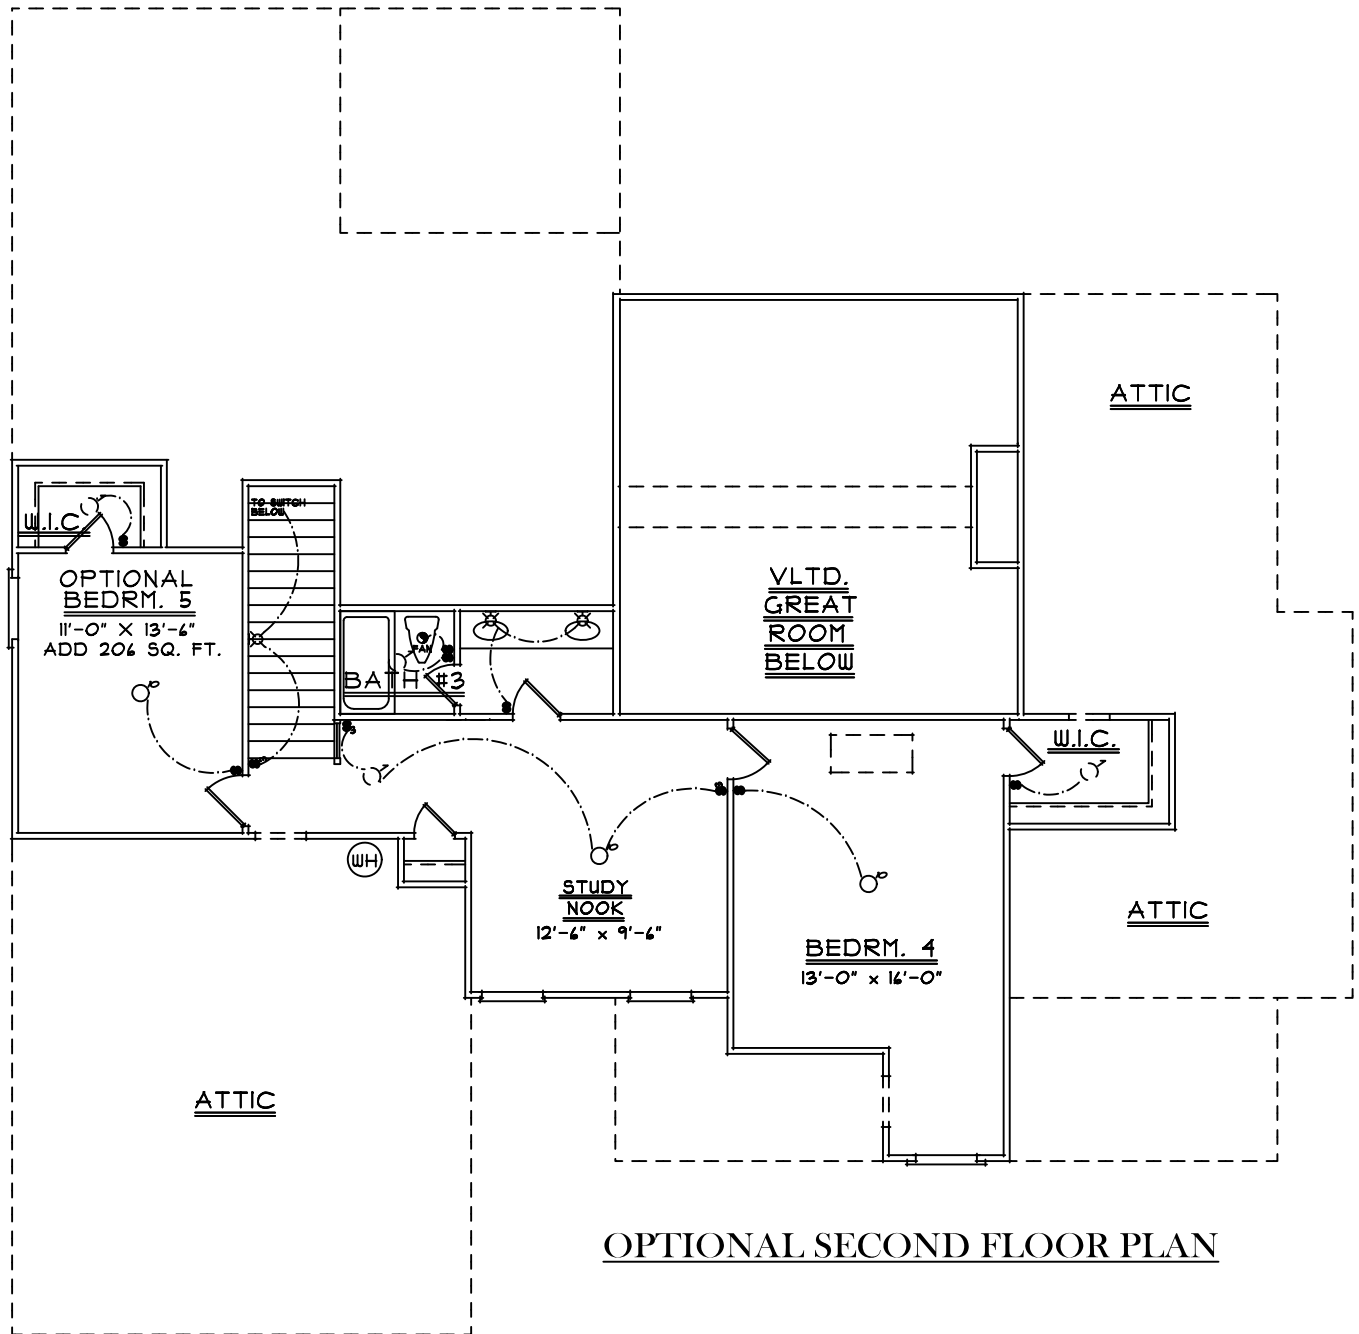 ATTIC
TO SWITCH
BELOW
W.I.C.
OPTIONAL
BEDRM. 5
11'-0" X 13'-6"
ADD 206 SQ. FT.
VLTD.
GREAT
ROOM
BELOW
FAN
BATH #3
3
W.I.C.
3
WH
STUDY
NOOK
12'-6" x 9'-6"
ATTIC
BEDRM. 4
13'-0" x 16'-0"
ATTIC
OPTIONAL SECOND FLOOR PLAN